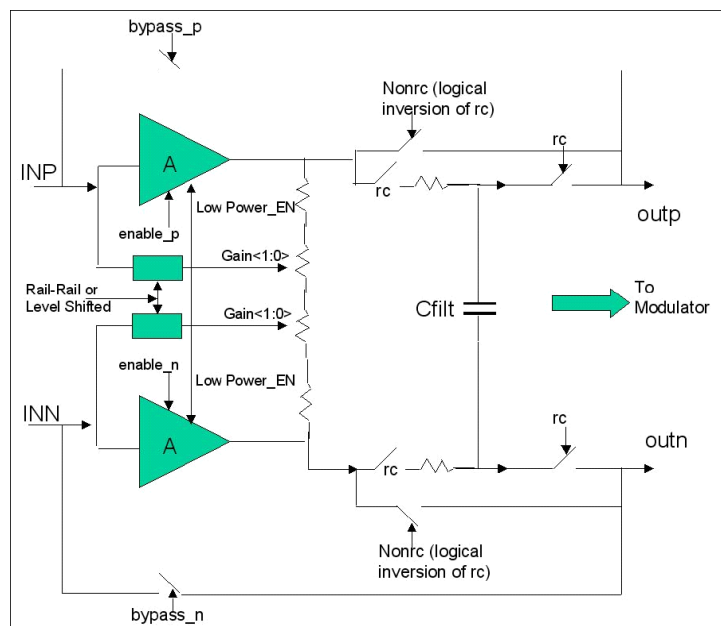 bypass_p
Nonrc (logical
inversion of rc)
rc
A
INP
rc
Low Power_EN
outp
enable_p
Gain<1:0>
Rail-Rail or
Level Shifted
To
Modulator
Cfilt
Gain<1:0>
enable_n
Low Power_EN
INN
rc
outn
A
rc
Nonrc (logical
inversion of rc)
bypass_n